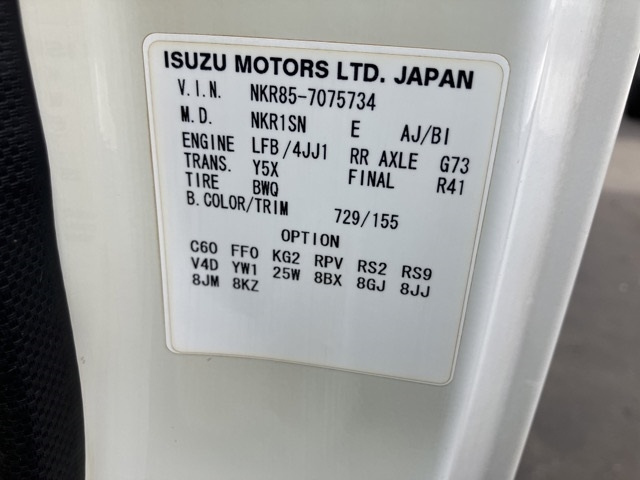 ISUZU MOTORS LTD. JAPAN
V.I.N. NKR85-7075734
M.D. NKR1SN E AJ/BI
ENGINE LFB/4JJ1 RR AXLE G73
TRANS. Y5X FINAL R41
TIRE BWQ
B.COLOR/TRIM 729/155
OPTION
C60 FF0 KG2 RPV RS2 RS9
V4D YW1 25W 8BX 8GJ 8JJ
8JM 8KZ